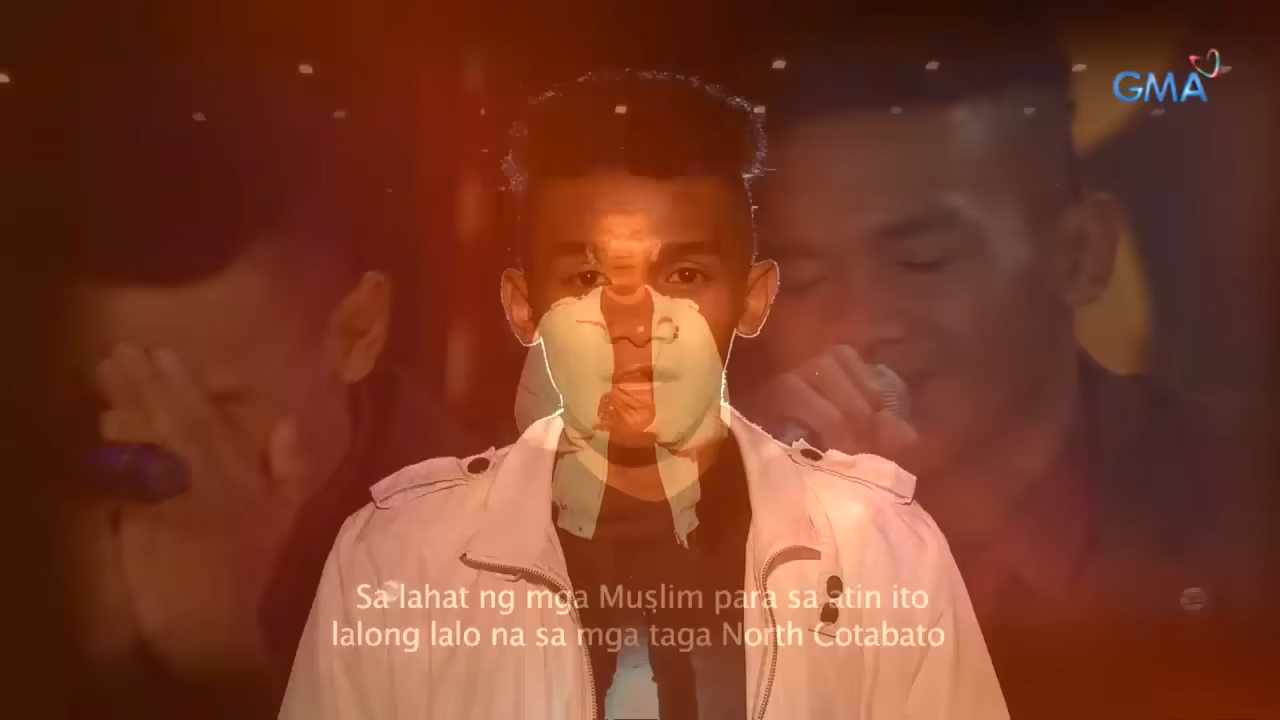 GMA
Sa lahat ng mga Muslim para sa atin ito
lalong lalo na sa mga taga North Cotabato